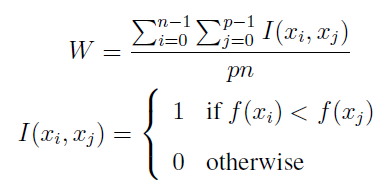 W = \frac{\sum_{i=0}^{n-1} \sum_{j=0}^{p-1} I(x_i, x_j)}{pn}
I(x_i, x_j) = \begin{cases} 1 & \text{if } f(x_i) < f(x_j) \\ 0 & \text{otherwise} \end{cases}